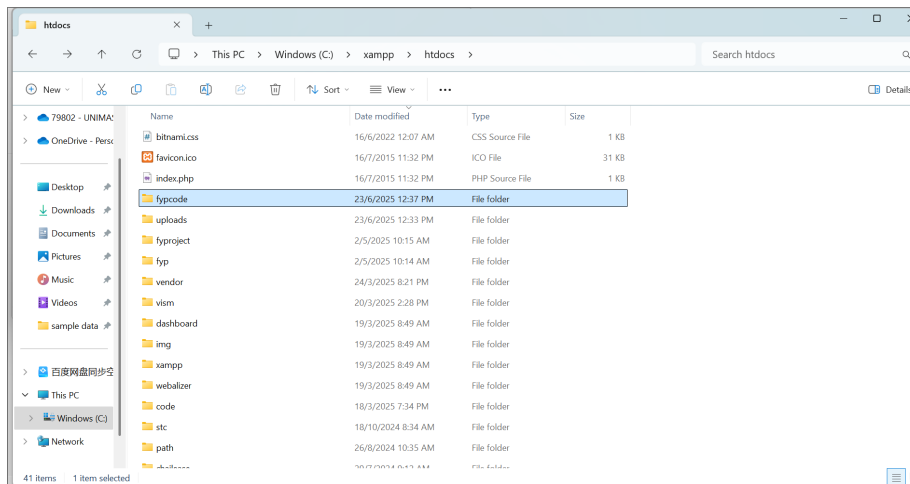 htdocs
This PC > Windows (C:) > xampp > htdocs >
Search htdocs
New
Sort
View
Details
Name Date modified Type Size
bitnami.css 16/6/2022 12:07 AM CSS Source File 1 KB
favicon.ico 16/7/2015 11:32 PM ICO File 31 KB
index.php 16/7/2015 11:32 PM PHP Source File 1 KB
fypcode 23/6/2025 12:37 PM File folder
uploads 23/6/2025 12:33 PM File folder
fyproject 2/5/2025 10:15 AM File folder
fyp 2/5/2025 10:14 AM File folder
vendor 24/3/2025 8:21 PM File folder
vism 20/3/2025 2:28 PM File folder
dashboard 19/3/2025 8:49 AM File folder
img 19/3/2025 8:49 AM File folder
xampp 19/3/2025 8:49 AM File folder
webalizer 19/3/2025 8:49 AM File folder
code 18/3/2025 7:34 PM File folder
stc 18/10/2024 8:34 AM File folder
path 26/8/2024 10:35 AM File folder
79802 - UNIMAS
OneDrive - Perso
Desktop
Downloads
Documents
Pictures
Music
Videos
sample data
百度网盘同步空
This PC
Windows (C:)
Network
41 items 1 item selected